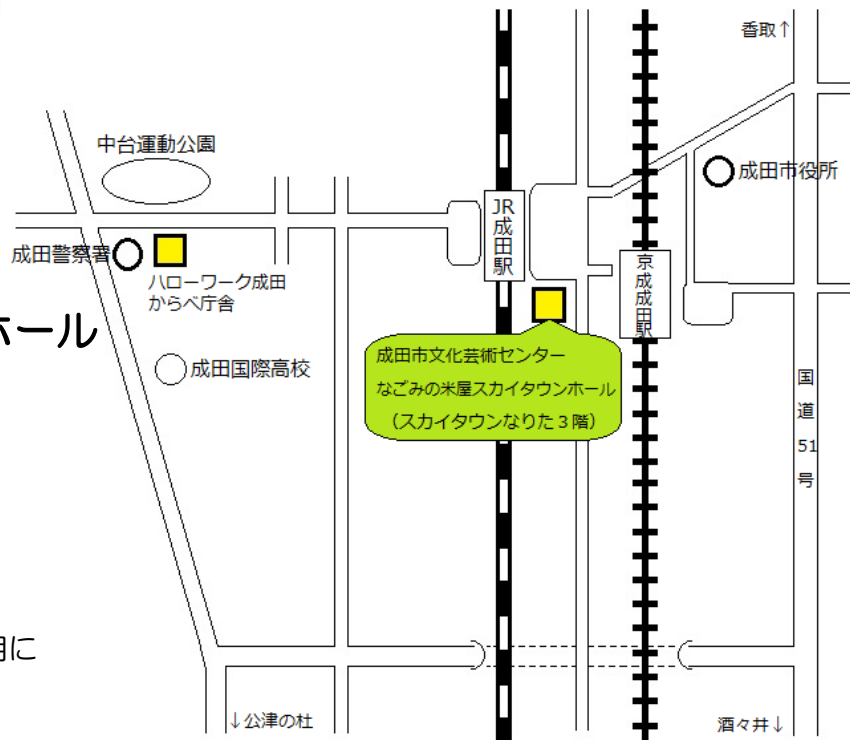 香取↑
中台運動公園
成田市役所
JR成田駅
成田警察署
京成成田駅
ハローワーク成田
からべ庁舎
ホール
成田市文化芸術センター
なごみの米屋スカイタウンホール
（スカイタウンなりた３階）
成田国際高校
国道51号
に
↓公津の杜
酒々井↓